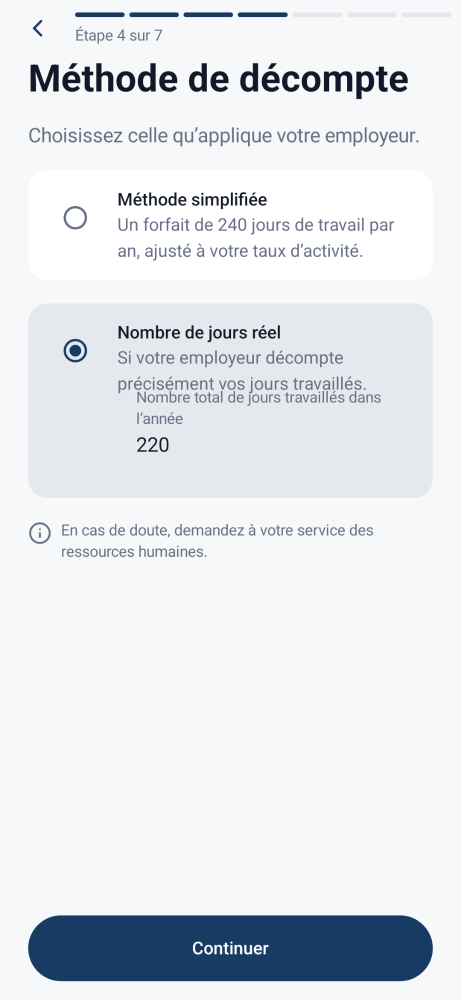 Étape 4 sur 7
Méthode de décompte
Choisissez celle qu’applique votre employeur.
Méthode simplifiée
Un forfait de 240 jours de travail par
an, ajusté à votre taux d’activité.
Nombre de jours réel
Si votre employeur décompte
précisément vos jours travaillés.
Nombre total de jours travaillés dans
l’année
220
En cas de doute, demandez à votre service des
ressources humaines.
Continuer